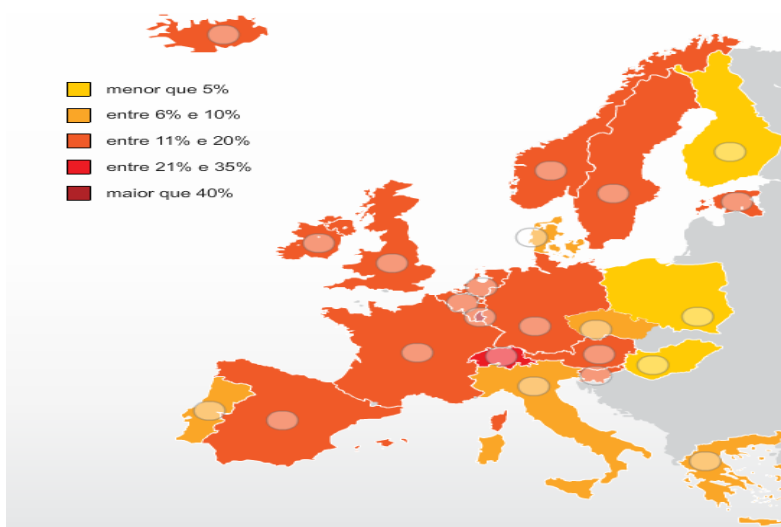 menor que 5%
entre 6% e 10%
entre 11% e 20%
entre 21% e 35%
maior que 40%